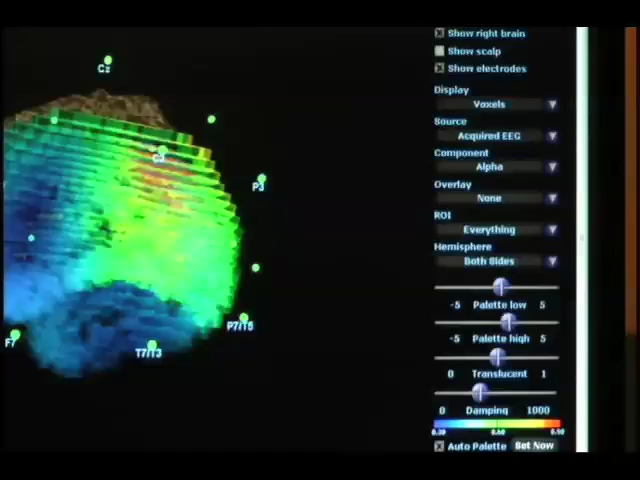 Show right brain
Show scalp
Show electrodes
Display
Voxels
Source
Acquired EEG
Component
Alpha
Overlay
None
ROI
Everything
Hemisphere
Both Sides
-5 Palette low 5
-5 Palette high 5
0 Translucent 1
0 Damping 1000
Auto Palette Set Now
Cz
C3
P3
P7/T5
T7/T3
F7